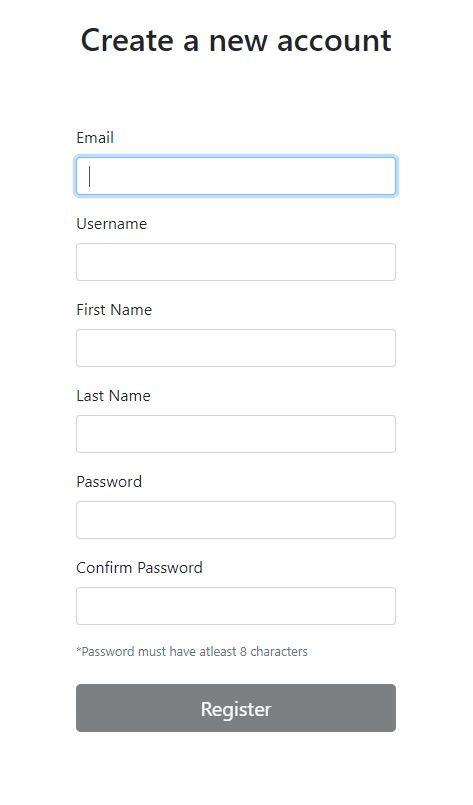 Create a new account
Email
Username
First Name
Last Name
Password
Confirm Password
*Password must have atleast 8 characters
Register